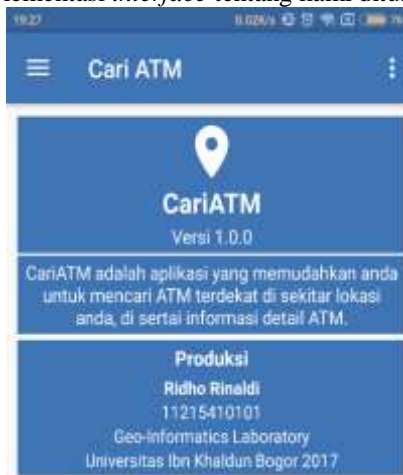 19.27
Cari ATM
CariATM
Versi 1.0.0
CariATM adalah aplikasi yang memudahkan anda
untuk mencari ATM terdekat di sekitar lokasi
anda, di sertai informasi detail ATM.
Produksi
Ridho Rinaldi
11215410101
Geo-Informatics Laboratory
Universitas Ibn Khaldun Bogor 2017